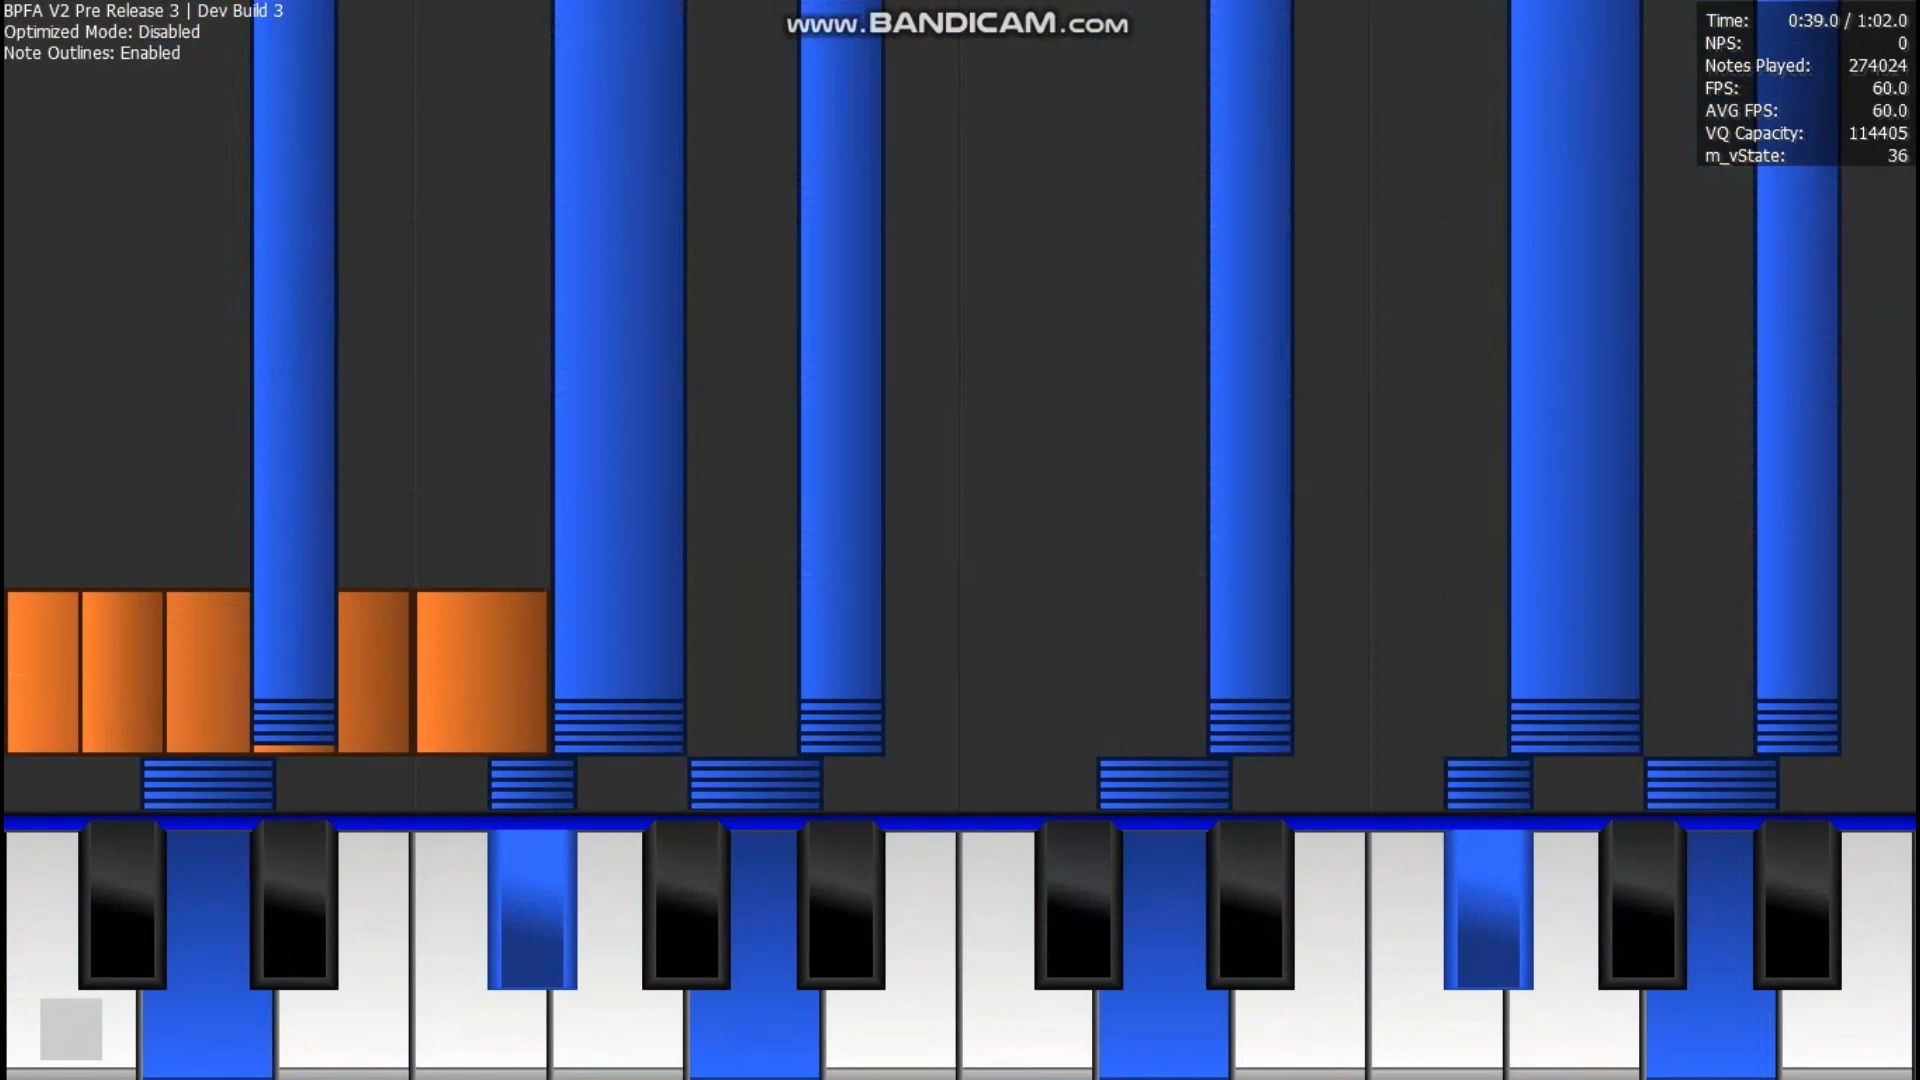 BPFA V2 Pre Release 3 | Dev Build 3
Optimized Mode: Disabled
Note Outlines: Enabled
www.BANDICAM.com
Time: 0:39.0 / 1:02.0
NPS: 0
Notes Played: 274024
FPS: 60.0
AVG FPS: 60.0
VQ Capacity: 114405
m_vState: 36